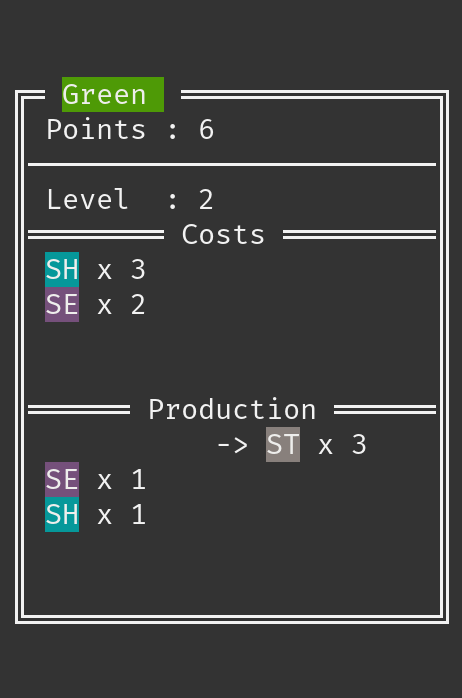 Green
Points : 6
Level  : 2
Costs
SH x 3
SE x 2
Production
-> ST x 3
SE x 1
SH x 1